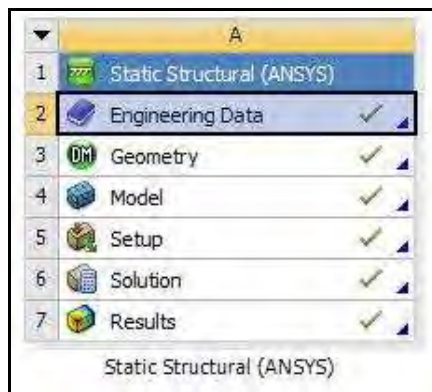 A
1 Static Structural (ANSYS)
2 Engineering Data
3 DM Geometry
4 Model
5 Setup
6 Solution
7 Results
Static Structural (ANSYS)